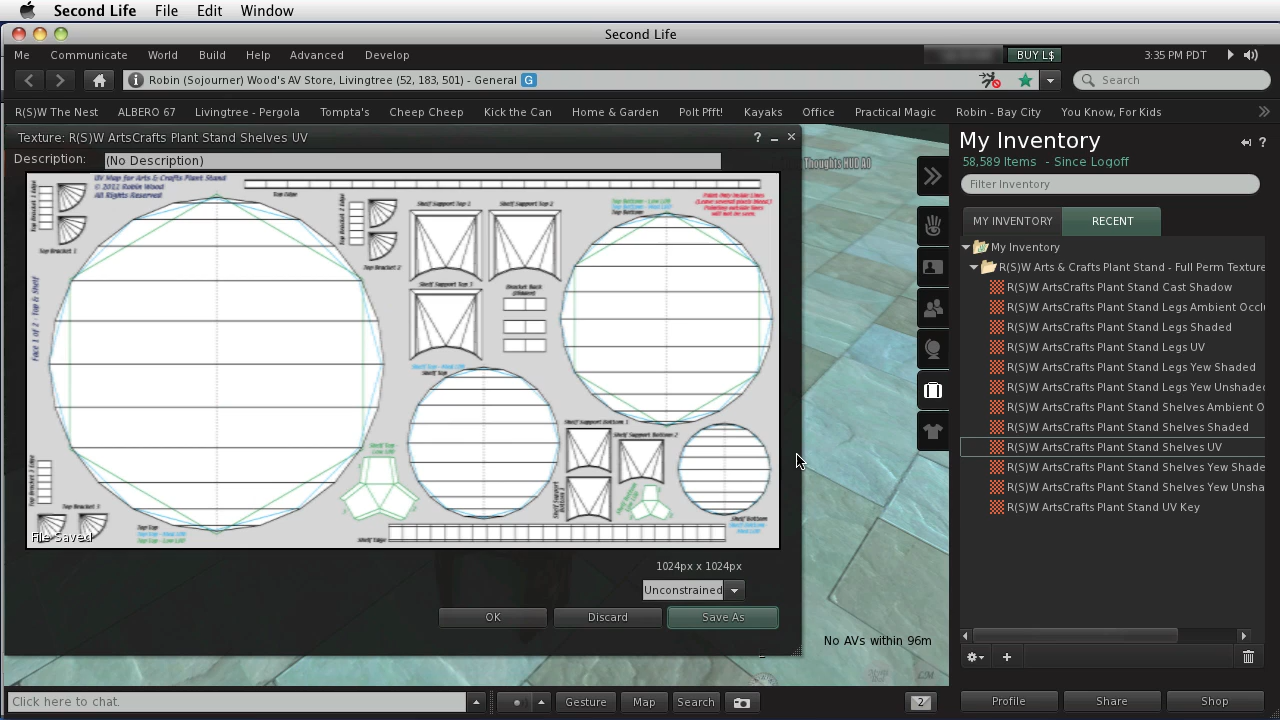 Second Life File Edit Window
Second Life
Me Communicate World Build Help Advanced Develop
BUY L$ 3:35 PM PDT
Robin (Sojourner) Wood's AV Store, Livingtree (52, 183, 501) - General G
Search
R(S)W The Nest ALBERO 67 Livingtree - Pergola Tompta's Cheep Cheep Kick the Can Home & Garden Polt Pfft! Kayaks Office Practical Magic Robin - Bay City You Know, For Kids
Texture: R(S)W ArtsCrafts Plant Stand Shelves UV
Description: (No Description)
UV Map for Arts & Crafts Plant Stand
© 2012 Robin Wood
All Rights Reserved
Top Edge
Top Bracket 1
Top Bracket 2
Top Bracket 3
Face 1 of 2 - Top & Shelf
Shelf Support Top 1
Shelf Support Top 2
Shelf Support Top 3
Shelf Top
Shelf Support Bottom 1
Shelf Support Bottom 2
Shelf Bottom
Shelf Edge
Top Bottom
Top Top
File Saved
1024px x 1024px
Unconstrained
OK Discard Save As
Thoughts HUD AO
No AVs within 96m
My Inventory
58,589 Items - Since Logoff
Filter Inventory
MY INVENTORY RECENT
My Inventory
R(S)W Arts & Crafts Plant Stand - Full Perm Texture
R(S)W ArtsCrafts Plant Stand Cast Shadow
R(S)W ArtsCrafts Plant Stand Legs Ambient Occlu
R(S)W ArtsCrafts Plant Stand Legs Shaded
R(S)W ArtsCrafts Plant Stand Legs UV
R(S)W ArtsCrafts Plant Stand Legs Yew Shaded
R(S)W ArtsCrafts Plant Stand Legs Yew Unshaded
R(S)W ArtsCrafts Plant Stand Shelves Ambient O
R(S)W ArtsCrafts Plant Stand Shelves Shaded
R(S)W ArtsCrafts Plant Stand Shelves UV
R(S)W ArtsCrafts Plant Stand Shelves Yew Shade
R(S)W ArtsCrafts Plant Stand Shelves Yew Unsha
R(S)W ArtsCrafts Plant Stand UV Key
Click here to chat.
Gesture Map Search
2
Profile Share Shop